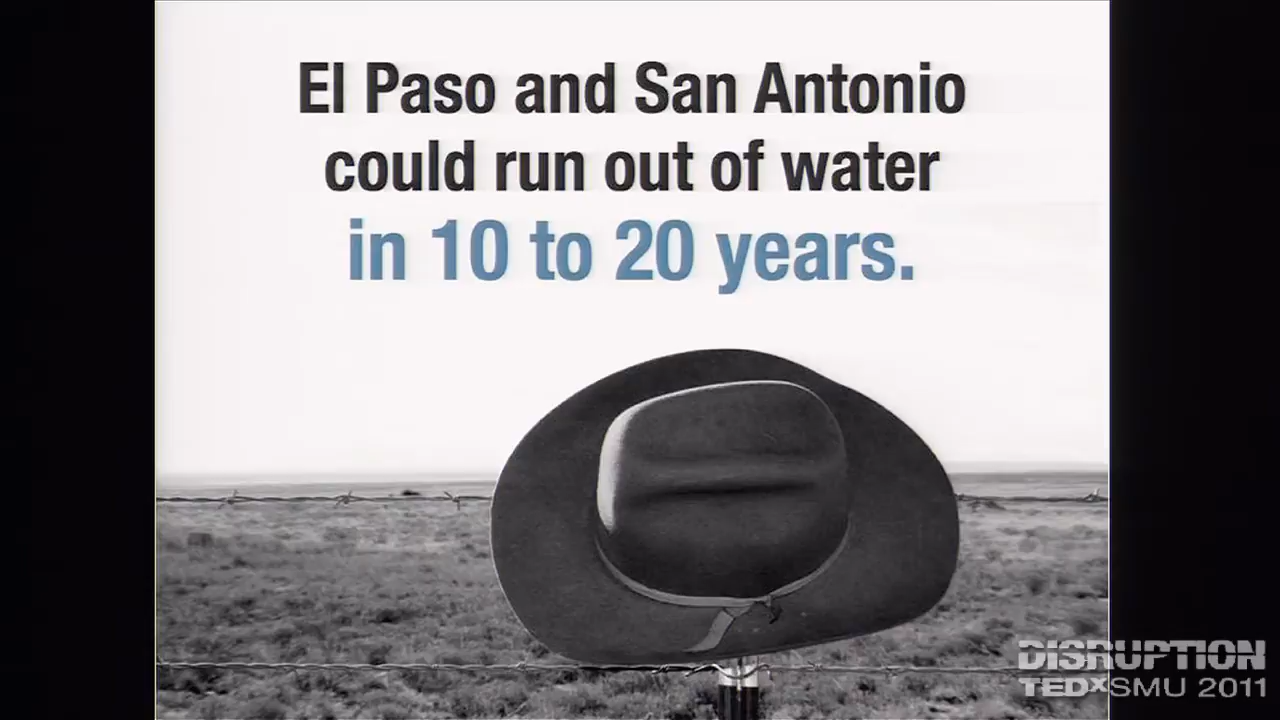 El Paso and San Antonio
could run out of water
in 10 to 20 years.
DISRUPTION
TEDxSMU 2011